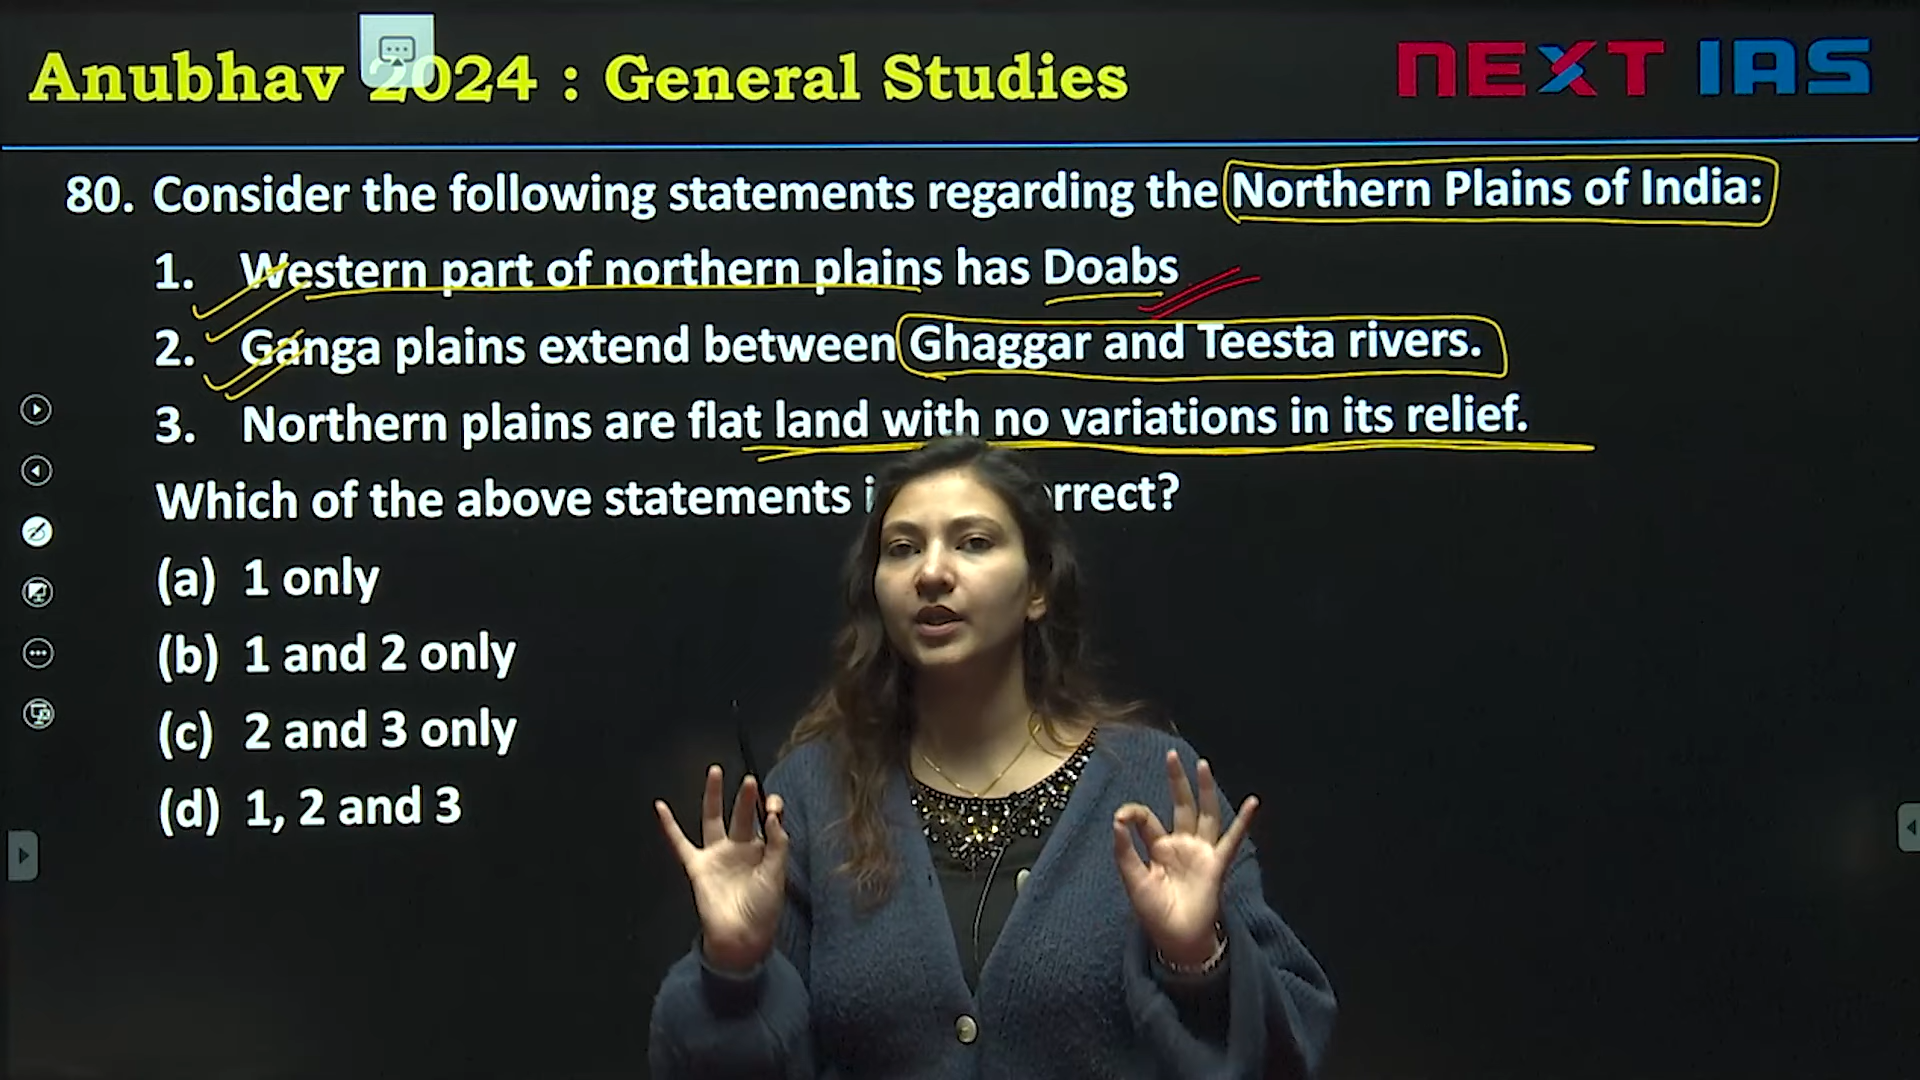 Anubhav 2024 : General Studies
NEXT IAS
80. Consider the following statements regarding the Northern Plains of India:
1. Western part of northern plains has Doabs
2. Ganga plains extend between Ghaggar and Teesta rivers.
3. Northern plains are flat land with no variations in its relief.
Which of the above statements
(a) 1 only
(b) 1 and 2 only
(c) 2 and 3 only
(d) 1, 2 and 3